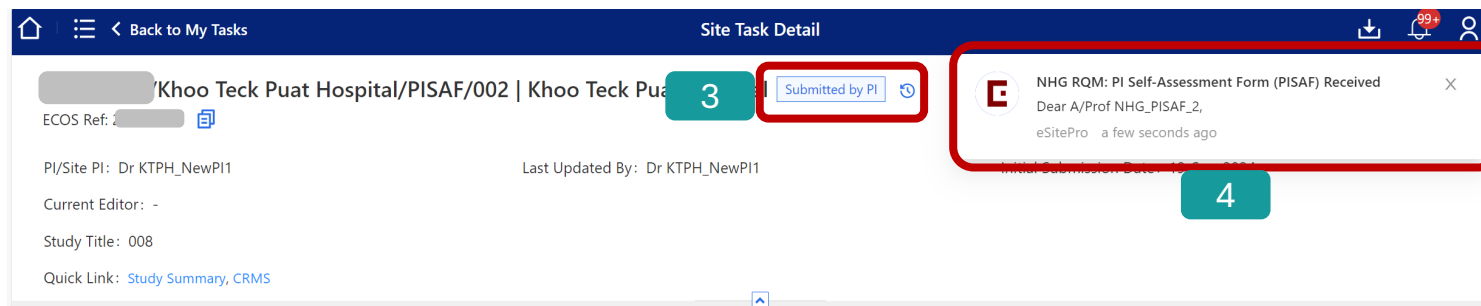 Back to My Tasks
Site Task Detail
99+
/Khoo Teck Puat Hospital/PISAF/002 | Khoo Teck Pua
3
Submitted by PI
NHG RQM: PI Self-Assessment Form (PISAF) Received
Dear A/Prof NHG_PISAF_2,
eSitePro a few seconds ago
ECOS Ref:
PI/Site PI: Dr KTPH_NewPI1
Last Updated By: Dr KTPH_NewPI1
4
Current Editor: -
Study Title: 008
Quick Link: Study Summary, CRMS